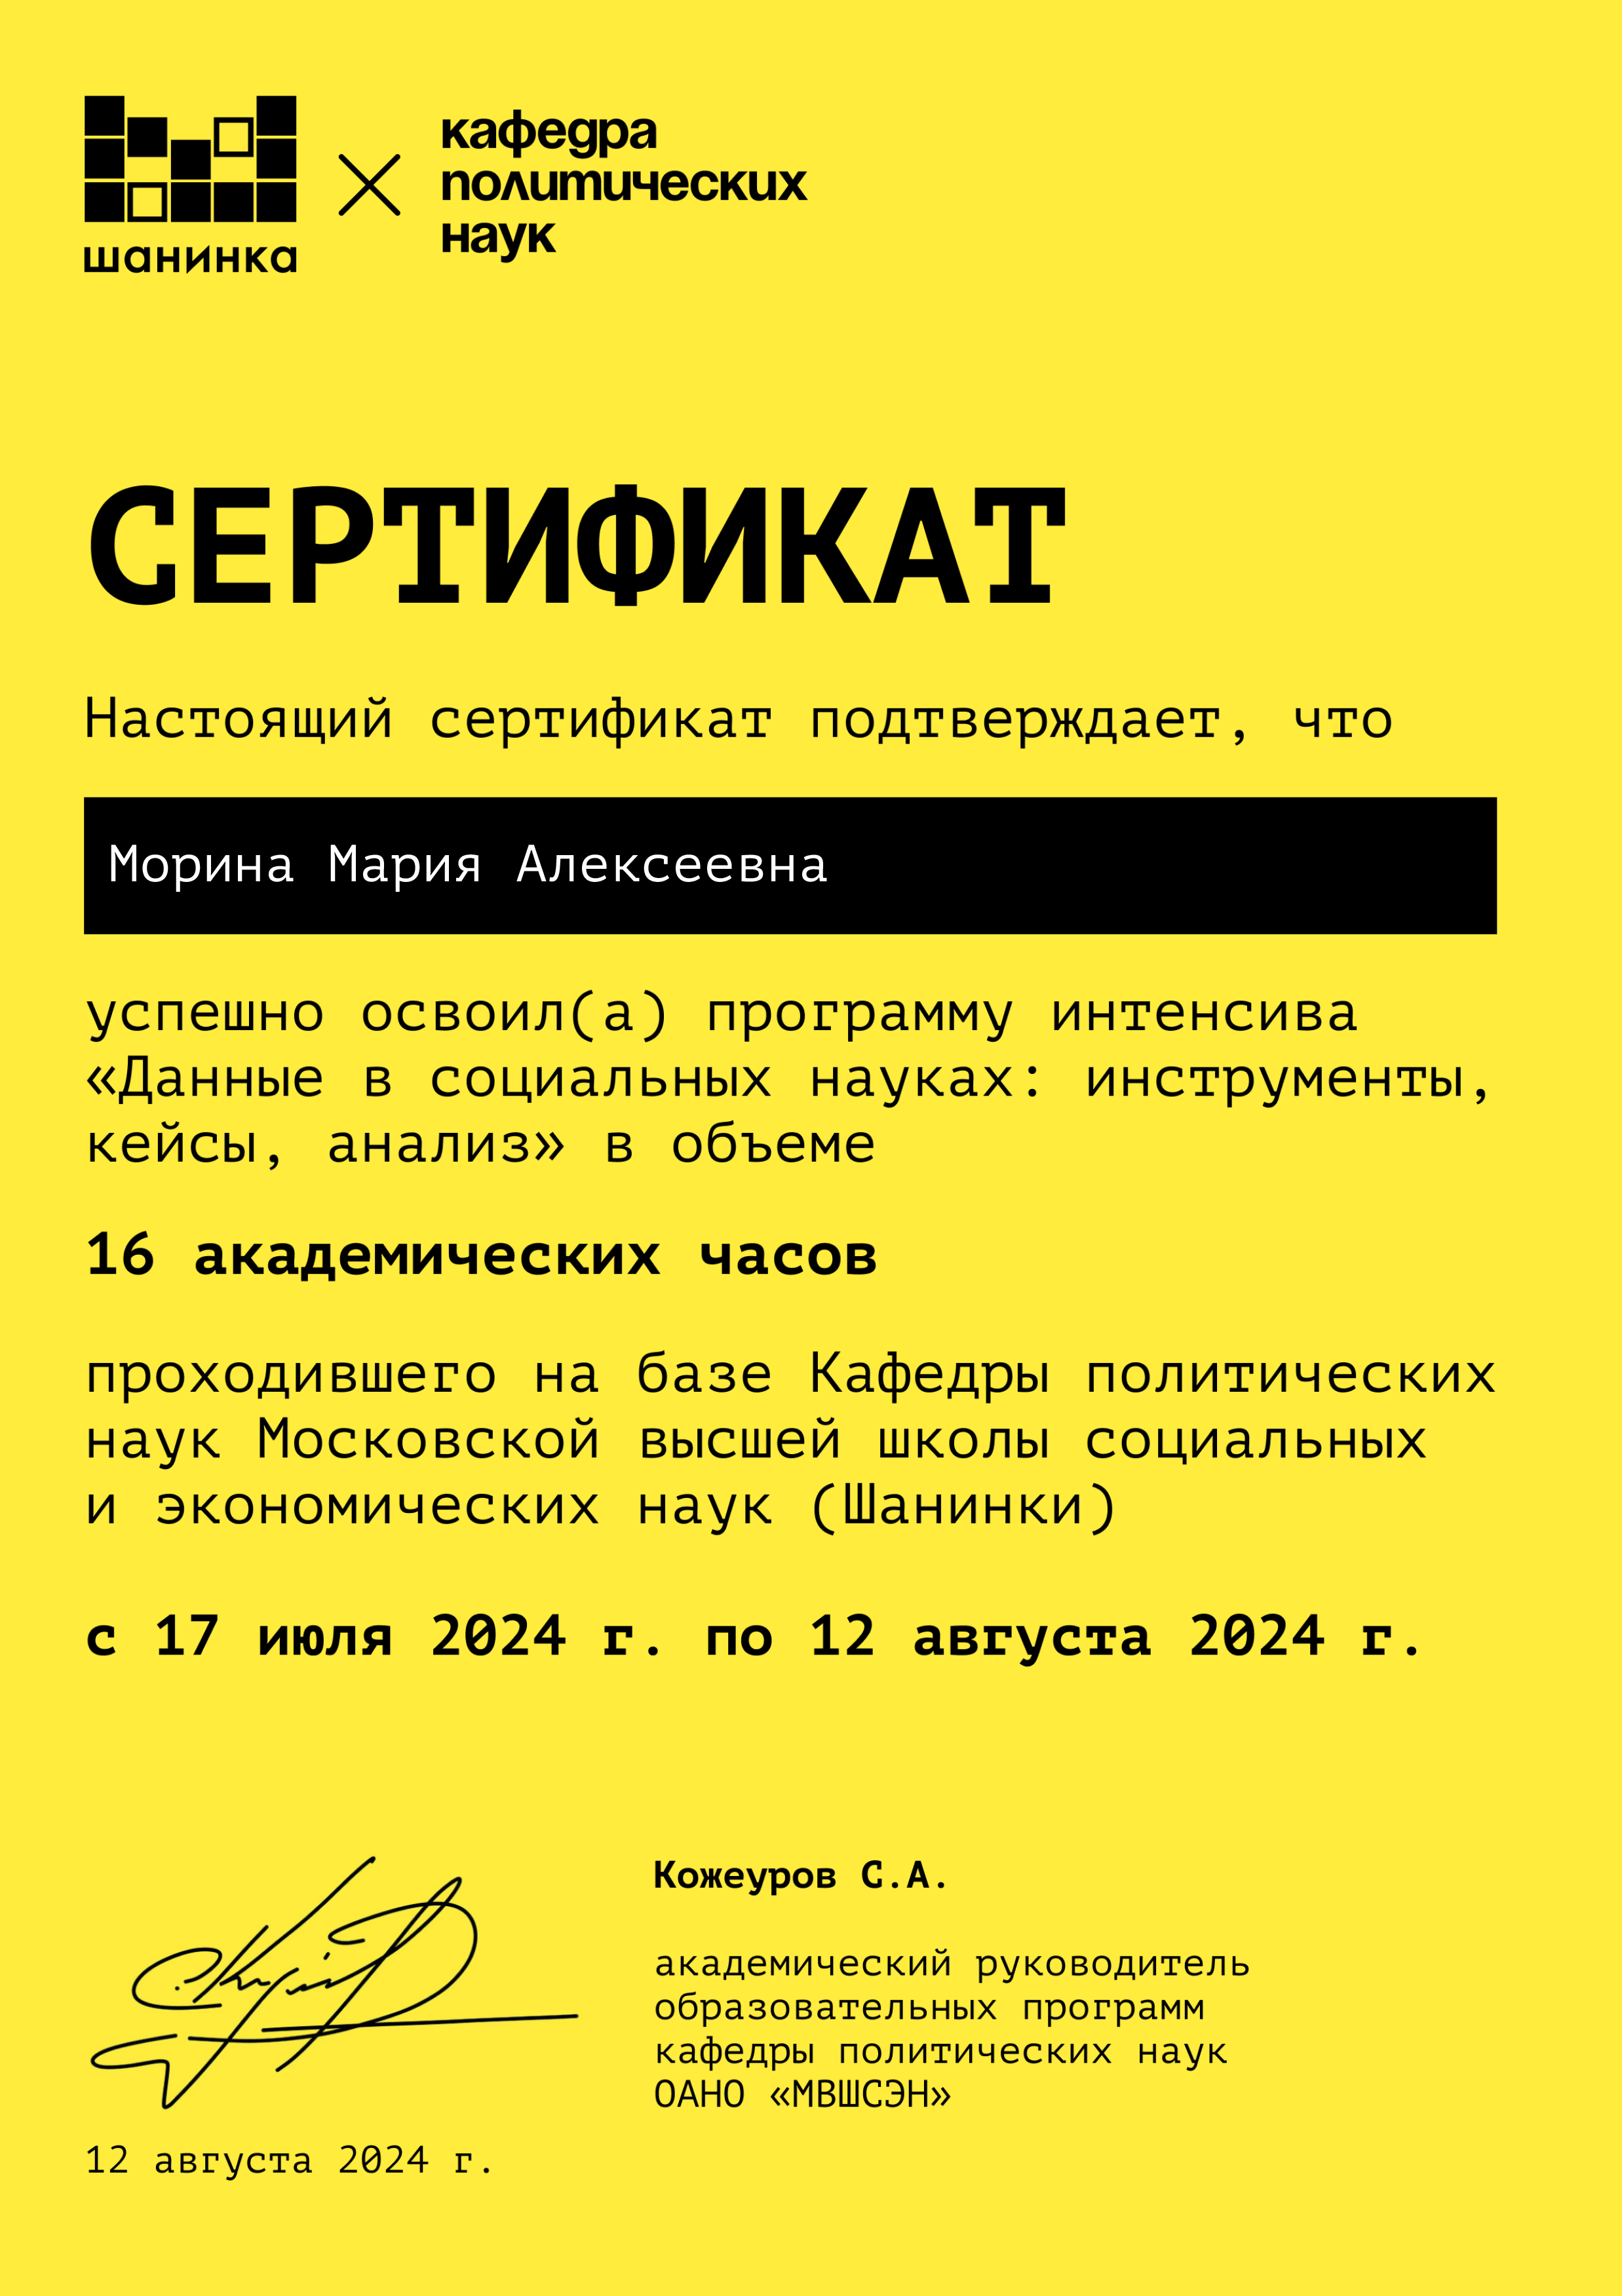 шанинка
кафедра
политических
наук
СЕРТИФИКАТ
Настоящий сертификат подтверждает, что
Морина Мария Алексеевна
успешно освоил(а) программу интенсива
«Данные в социальных науках: инструменты,
кейсы, анализ» в объеме
16 академических часов
проходившего на базе Кафедры политических
наук Московской высшей школы социальных
и экономических наук (Шанинки)
с 17 июля 2024 г. по 12 августа 2024 г.
Кожеуров С.А.
академический руководитель
образовательных программ
кафедры политических наук
ОАНО «МВШСЭН»
12 августа 2024 г.